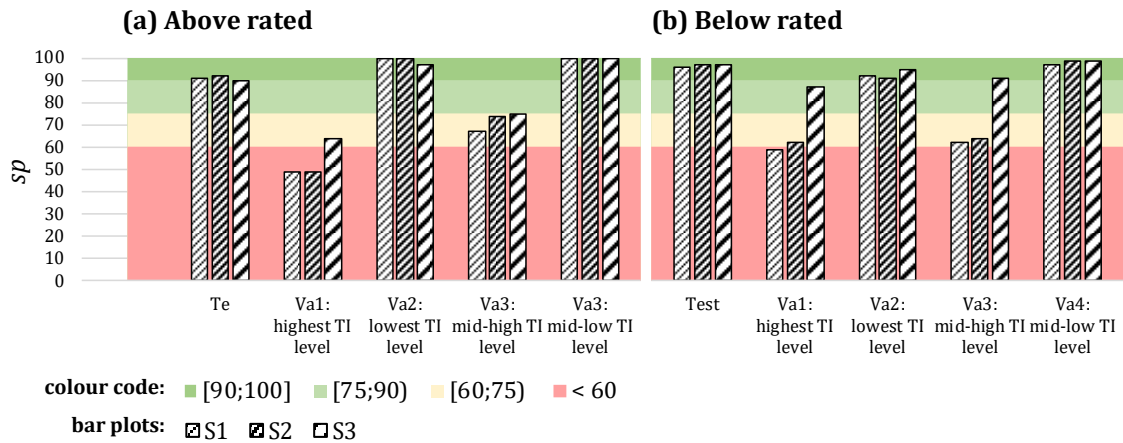 (a) Above rated
(b) Below rated
sp
100
90
80
70
60
50
40
30
20
10
0
Te
Va1:
highest TI
level
Va2:
lowest TI
level
Va3:
mid-high TI
level
Va3:
mid-low TI
level
Test
Va1:
highest TI
level
Va2:
lowest TI
level
Va3:
mid-high TI
level
Va4:
mid-low TI
level
colour code: [90;100] [75;90) [60;75) < 60
bar plots: S1 S2 S3